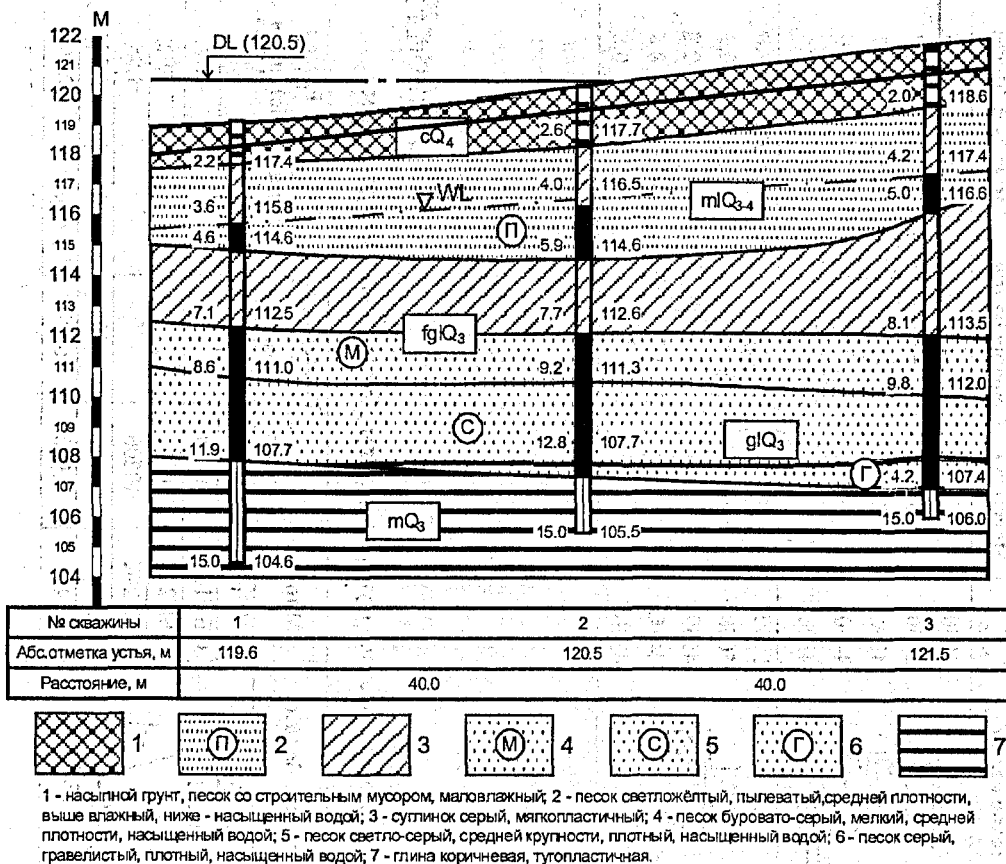 М
122
DL (120.5)
121
120
2.0 118.6
119
cQ₄
2.6 117.7
118
2.2 117.4
4.2 117.4
117
WL
4.0 116.5
mlQ₃₋₄
5.0 116.6
116
3.6 115.8
П
115
4.6 114.6
5.9 114.6
114
113
7.1 112.5
7.7 112.6
8.1 113.5
112
fglQ₃
М
111
8.6 111.0
9.2 111.3
9.8 112.0
110
109
С
glQ₃
108
11.9 107.7
12.8 107.7
Г
4.2 107.4
107
106
mQ₃
15.0 105.5
15.0 106.0
105
15.0 104.6
104
№ скважины 1 2 3
Абс.отметка устья, м 119.6 120.5 121.5
Расстояние, м 40.0 40.0
1 П 2 3 М 4 С 5 Г 6 7
1 - насыпной грунт, песок со строительным мусором, маловлажный; 2 - песок светложёлтый, пылеватый,средней плотности,
выше влажный, ниже - насыщенный водой; 3 - суглинок серый, мягкопластичный; 4 - песок буровато-серый, мелкий, средней
плотности, насыщенный водой; 5 - песок светло-серый, средней крупности, плотный, насыщенный водой; 6 - песок серый,
гравелистый, плотный, насыщенный водой; 7 - глина коричневая, тугопластичная.